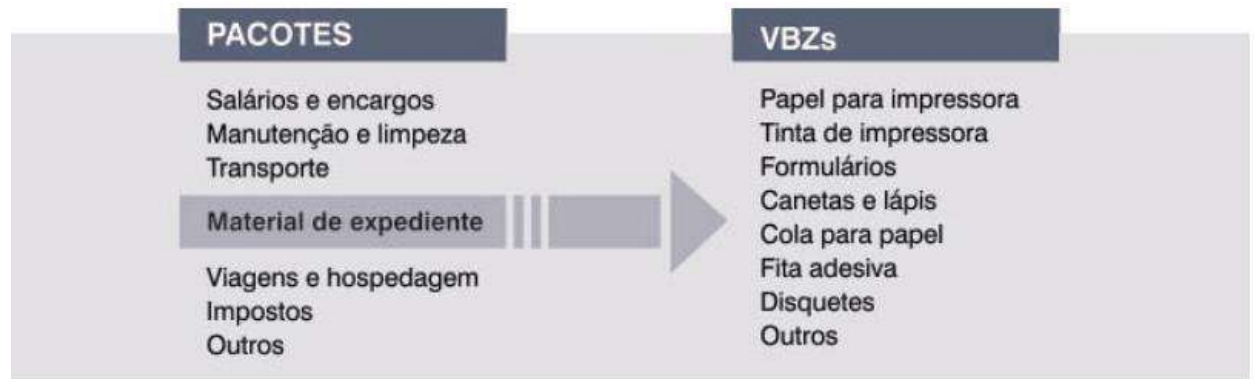 PACOTES
Salários e encargos
Manutenção e limpeza
Transporte
Material de expediente
Viagens e hospedagem
Impostos
Outros
VBZs
Papel para impressora
Tinta de impressora
Formulários
Canetas e lápis
Cola para papel
Fita adesiva
Disquetes
Outros